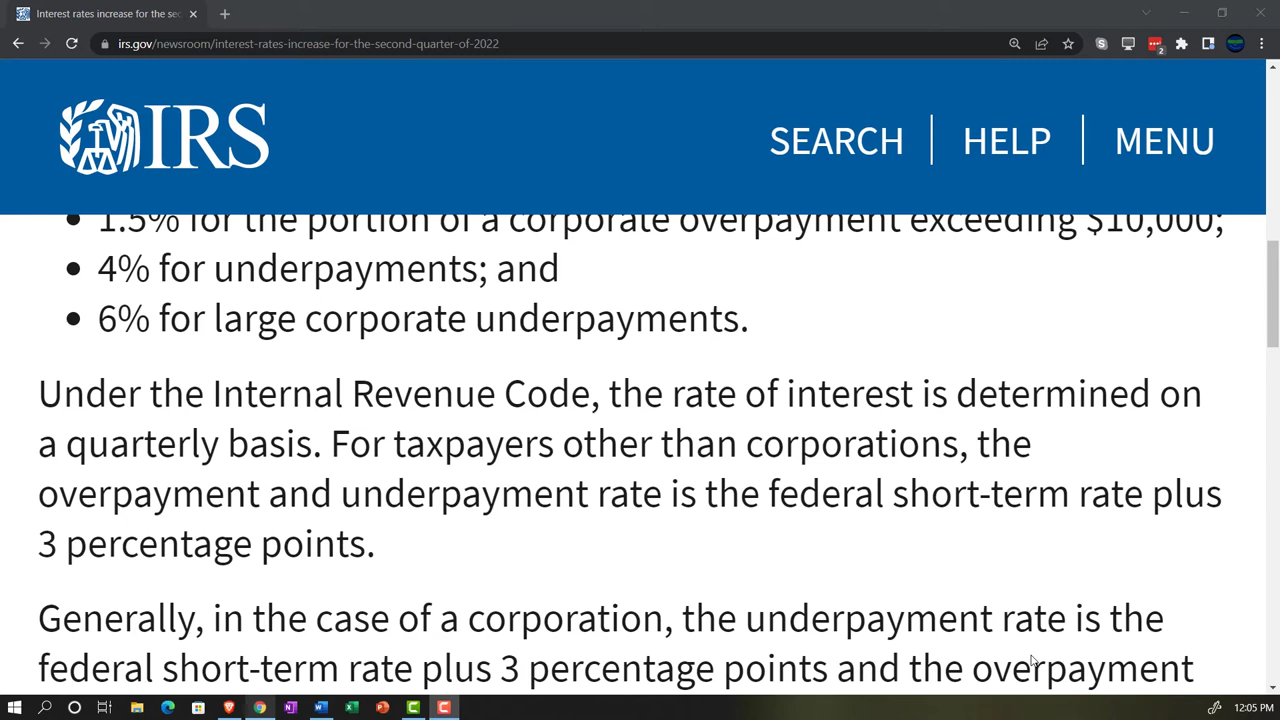 Interest rates increase for the sec
irs.gov/newsroom/interest-rates-increase-for-the-second-quarter-of-2022
2
IRS
SEARCH
HELP
MENU
1.5% for the portion of a corporate overpayment exceeding $10,000;
4% for underpayments; and
6% for large corporate underpayments.
Under the Internal Revenue Code, the rate of interest is determined on
a quarterly basis. For taxpayers other than corporations, the
overpayment and underpayment rate is the federal short-term rate plus
3 percentage points.
Generally, in the case of a corporation, the underpayment rate is the
federal short-term rate plus 3 percentage points and the overpayment
12:05 PM